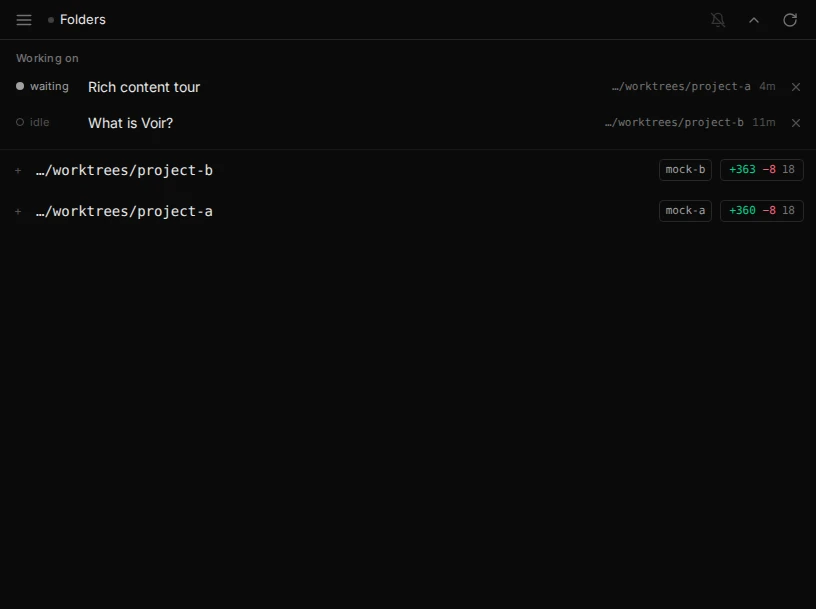 Folders
Working on
waiting Rich content tour …/worktrees/project-a 4m
idle What is Voir? …/worktrees/project-b 11m
+ …/worktrees/project-b mock-b +363 −8 18
+ …/worktrees/project-a mock-a +360 −8 18